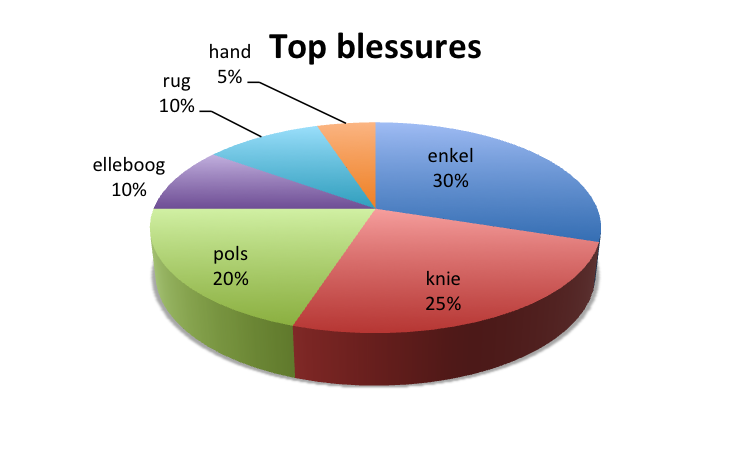 Top blessures
hand
5%
rug
10%
elleboog
10%
enkel
30%
pols
20%
knie
25%